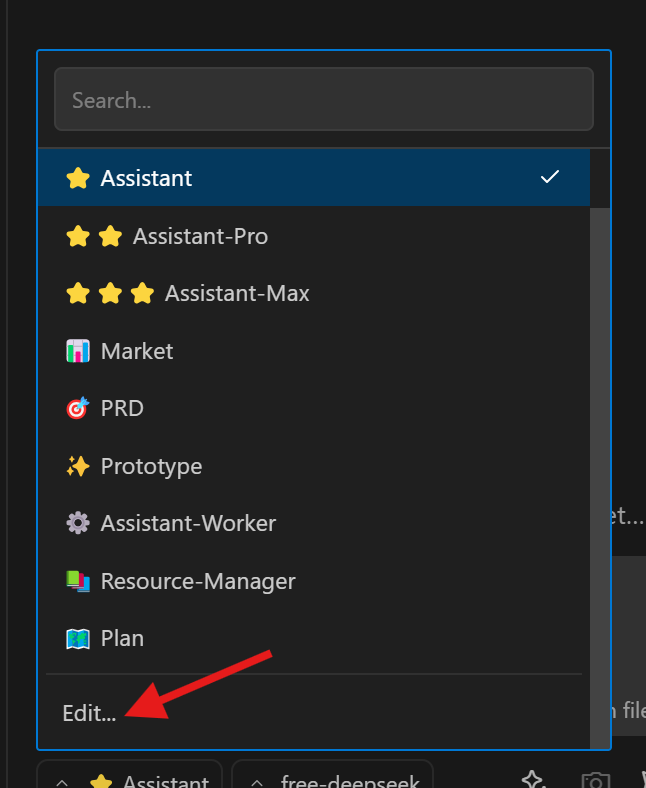 Search...
Assistant
Assistant-Pro
Assistant-Max
Market
PRD
Prototype
Assistant-Worker
et...
Resource-Manager
Plan
Edit...
file
Assistant
free-deepseek